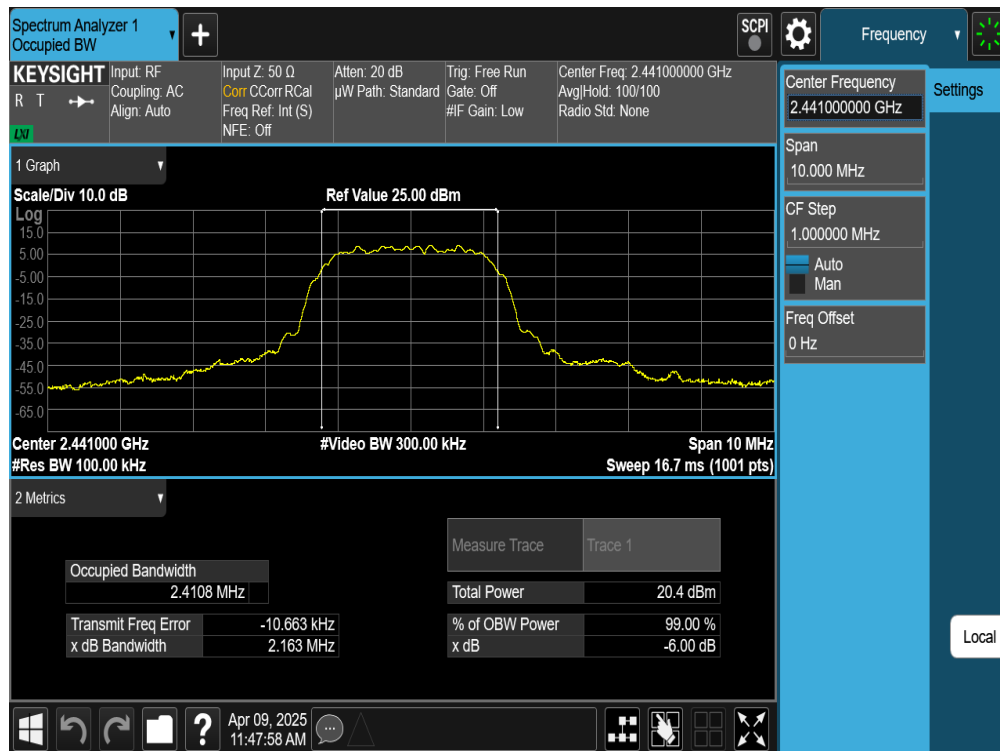 Spectrum Analyzer 1
Occupied BW
+
SCPI
Frequency
KEYSIGHT
R T
LXI
Input: RF
Coupling: AC
Align: Auto
Input Z: 50 Ω
Corr CCorr RCal
Freq Ref: Int (S)
NFE: Off
Atten: 20 dB
µW Path: Standard
Trig: Free Run
Gate: Off
#IF Gain: Low
Center Freq: 2.441000000 GHz
Avg|Hold: 100/100
Radio Std: None
Center Frequency
2.441000000 GHz
Settings
Span
10.000 MHz
CF Step
1.000000 MHz
Auto
Man
Freq Offset
0 Hz
Local
1 Graph
Scale/Div 10.0 dB
Ref Value 25.00 dBm
Log
15.0
5.00
-5.00
-15.0
-25.0
-35.0
-45.0
-55.0
-65.0
Center 2.441000 GHz
#Video BW 300.00 kHz
Span 10 MHz
#Res BW 100.00 kHz
Sweep 16.7 ms (1001 pts)
2 Metrics
Measure Trace
Trace 1
Occupied Bandwidth
2.4108 MHz
Total Power
20.4 dBm
Transmit Freq Error
-10.663 kHz
% of OBW Power
99.00 %
x dB Bandwidth
2.163 MHz
x dB
-6.00 dB
?
Apr 09, 2025
11:47:58 AM